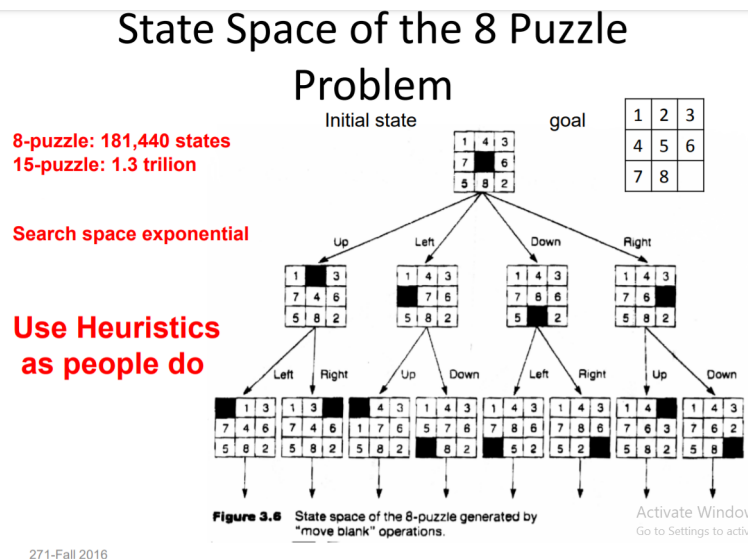 State Space of the 8 Puzzle
Problem
Initial state
goal
1 2 3
4 5 6
7 8
8-puzzle: 181,440 states
15-puzzle: 1.3 trilion
1 4 3
7 6
5 8 2
Search space exponential
Up Left Down Right
1 3 1 4 3 1 4 3 1 4 3
7 4 6 7 6 7 8 6 7 6
5 8 2 5 8 2 5 2 5 8 2
Use Heuristics
as people do
Left Right Up Down Left Right Up Down
1 3 1 3 4 3 1 4 3 1 4 3 1 4 3 1 4 1 4 3
7 4 6 7 4 6 1 7 6 5 7 6 7 8 6 7 8 6 7 6 3 7 6 2
5 8 2 5 8 2 5 8 2 8 2 5 2 5 2 5 8 2 5 8
Figure 3.6 State space of the 8-puzzle generated by
"move blank" operations.
Activate Window
Go to Settings to activ
271-Fall 2016